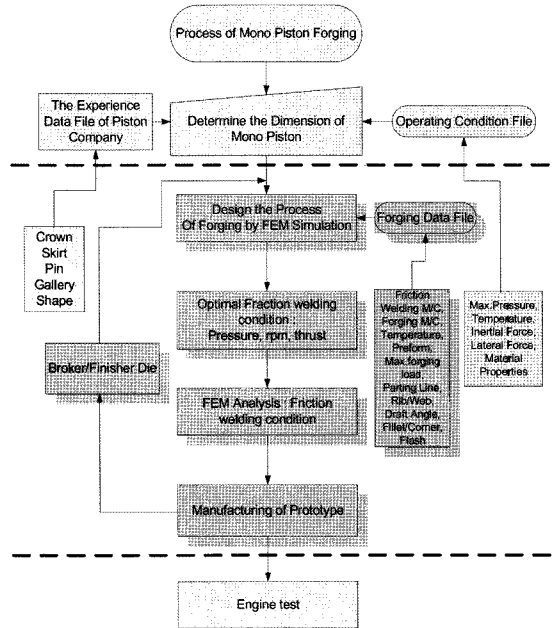 Process of Mono Piston Forging
The Experience
Data File of Piston
Company
Determine the Dimension of
Mono Piston
Operating Condition File
Crown
Skirt
Pin
Gallery
Shape
Design the Process
Of Forging by FEM Simulation
Forging Data File
Optimal Fraction welding
condition :
Pressure, rpm, thrust
Friction
Welding M/C,
Forging M/C
Temperature,
Preform,
Max.forging
load
Parting Line,
Rib/Web,
Draft Angle,
Fillet/Corner,
Flash
Max.Pressure,
Temperature,
Inertial Force,
Lateral Force,
Material
Properties
Broker/Finisher Die
FEM Analysis : Friction
welding condition
Manufacturing of Prototype
Engine test